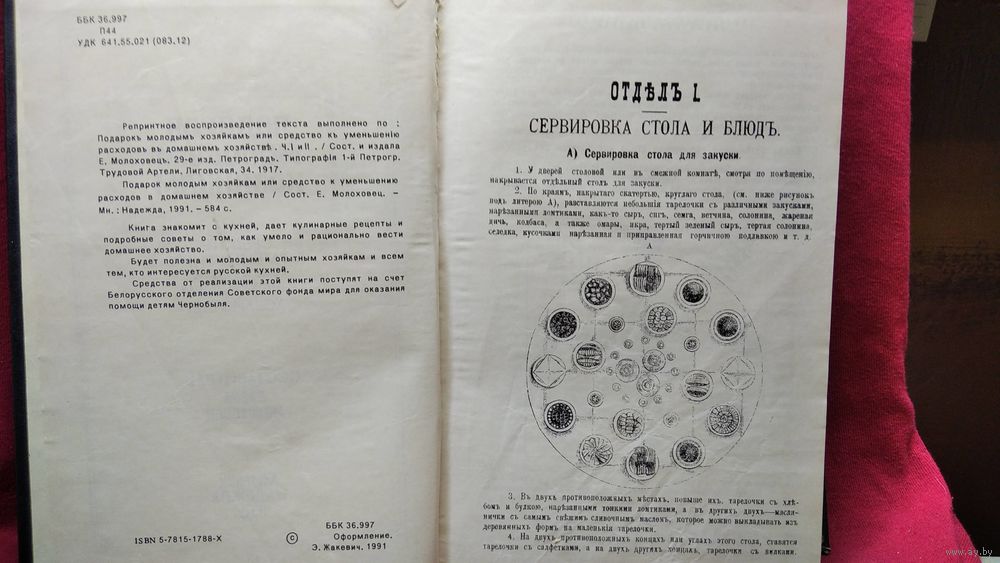 ББК 36.997
П44
УДК 641.55.021 (083.12)
Репринтное воспроизведение текста выполнено по :
Подарокъ молодымъ хозяйкамъ или средство къ уменьшенію
расходовъ въ домашнемъ хозяйствѣ . Ч.I и II . / Сост. и издала
Е. Молоховецъ, 29-е изд. Петроградъ. Типографія 1-й Петрогр.
Трудовой Артели. Лиговская, 34. 1917.
Подарок молодым хозяйкам или средство к уменьшению
расходов в домашнем хозяйстве / Сост. Е. Молоховец. –
Мн. : Надежда, 1991. – 584 с.
Книга знакомит с кухней, дает кулинарные рецепты и
подробные советы о том, как умело и рационально вести
домашнее хозяйство.
Будет полезна и молодым и опытным хозяйкам и всем
тем, кто интересуется русской кухней.
Средства от реализации этой книги поступят на счет
Белорусского отделения Советского фонда мира для оказания
помощи детям Чернобыля.
ISBN 5-7815-1788-X
ББК 36.997
© Оформление.
Э. Жакевич. 1991
ОТДѢЛЪ I.
СЕРВИРОВКА СТОЛА И БЛЮДЪ.
А) Сервировка стола для закуски.
1. У дверей столовой или въ смежной комнатѣ, смотря по помѣщенію,
накрывается отдѣльный столъ для закуски.
2. По краямъ, накрытаго скатертью, круглаго стола, (см. ниже рисунокъ
подъ литерою А), разставляются небольшія тарелочки съ различными закусками,
нарѣзанными ломтиками, какъ-то сыръ, сигъ, семга, ветчина, солонина, жареная
дичь, колбаса, а также омары, икра, тертый зеленый сыръ, тертая солонина,
селедка, кусочками нарѣзанная и приправленная горчичною подливкою и т. д.
А
3. Въ двухъ противоположныхъ мѣстахъ, повыше ихъ, тарелочки съ хлѣ-
бомъ и булкою, нарѣзанными тонкими ломтиками, а въ другихъ двухъ—масля-
нички съ самымъ свѣжимъ сливочнымъ масломъ, которое можно выкладывать изъ
деревянныхъ формъ на маленькія тарелочки.
4. На двухъ противоположныхъ концахъ или углахъ этого стола, ставятся
тарелочки съ салфетками, а на двухъ другихъ концахъ, тарелочки съ вилками.
www.ay.by